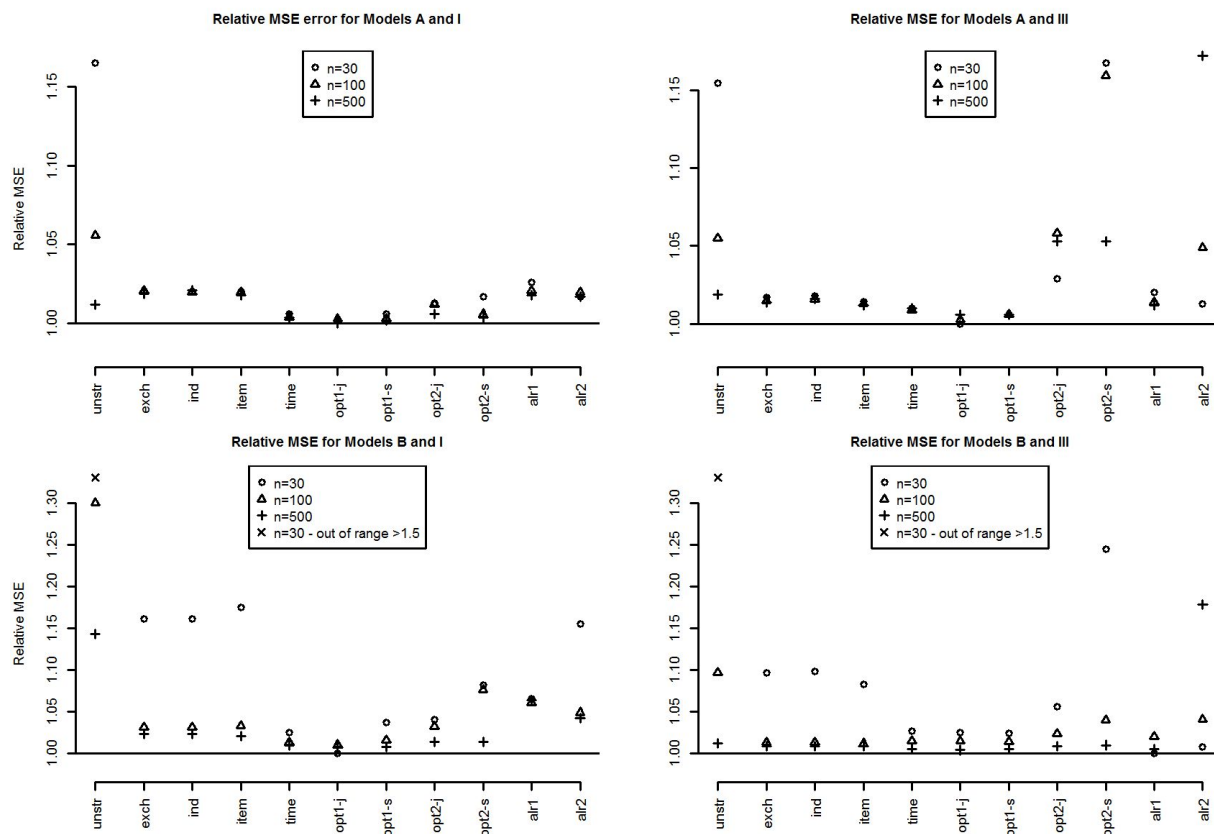 Relative MSE error for Models A and I
n=30
n=100
n=500
Relative MSE
1.15
1.10
1.05
1.00
unstr
exch
ind
item
time
opt1-j
opt1-s
opt2-j
opt2-s
alr1
alr2
Relative MSE for Models A and III
n=30
n=100
n=500
1.15
1.10
1.05
1.00
unstr
exch
ind
item
time
opt1-j
opt1-s
opt2-j
opt2-s
alr1
alr2
Relative MSE for Models B and I
n=30
n=100
n=500
n=30 - out of range >1.5
Relative MSE
1.30
1.25
1.20
1.15
1.10
1.05
1.00
unstr
exch
ind
item
time
opt1-j
opt1-s
opt2-j
opt2-s
alr1
alr2
Relative MSE for Models B and III
n=30
n=100
n=500
n=30 - out of range >1.5
1.30
1.25
1.20
1.15
1.10
1.05
1.00
unstr
exch
ind
item
time
opt1-j
opt1-s
opt2-j
opt2-s
alr1
alr2